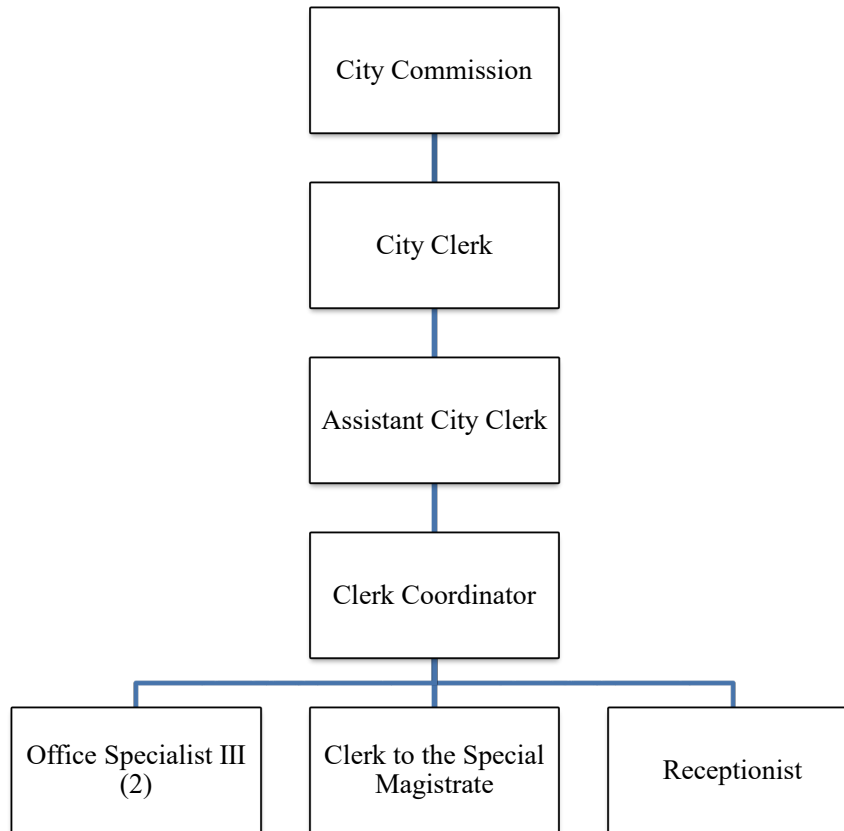 City Commission
City Clerk
Assistant City Clerk
Clerk Coordinator
Office Specialist III
(2)
Clerk to the Special
Magistrate
Receptionist